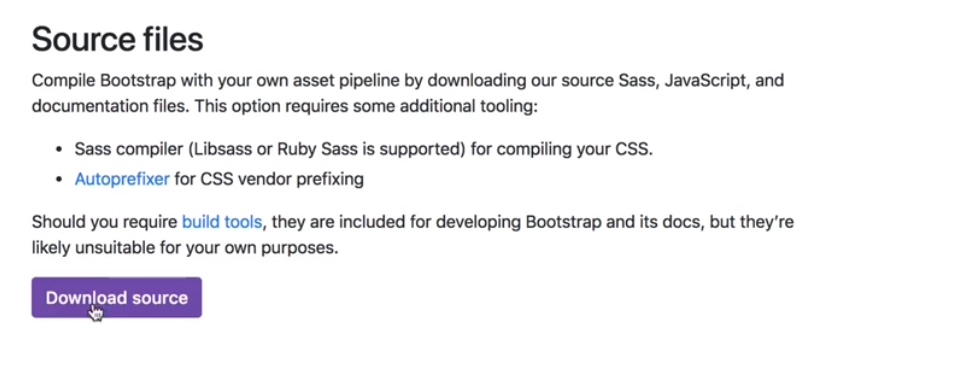 Source files
Compile Bootstrap with your own asset pipeline by downloading our source Sass, JavaScript, and
documentation files. This option requires some additional tooling:
• Sass compiler (Libsass or Ruby Sass is supported) for compiling your CSS.
• Autoprefixer for CSS vendor prefixing
Should you require build tools, they are included for developing Bootstrap and its docs, but they’re
likely unsuitable for your own purposes.
Download source